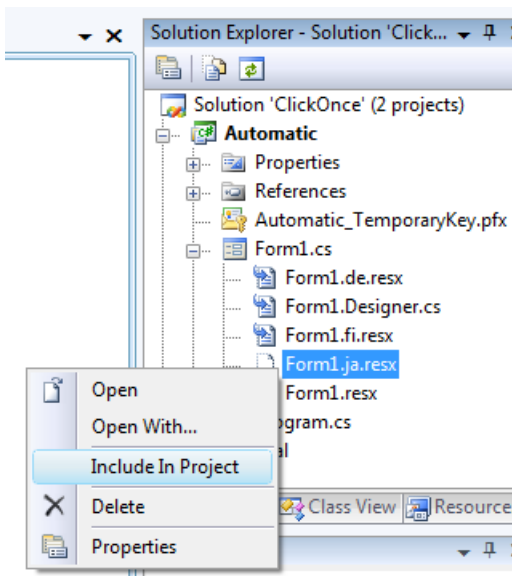 Solution Explorer - Solution 'Click...
Solution 'ClickOnce' (2 projects)
Automatic
Properties
References
Automatic_TemporaryKey.pfx
Form1.cs
Form1.de.resx
Form1.Designer.cs
Form1.fi.resx
Form1.ja.resx
Form1.resx
ogram.cs
al
Open
Open With...
Include In Project
Delete
Properties
Class View
Resource